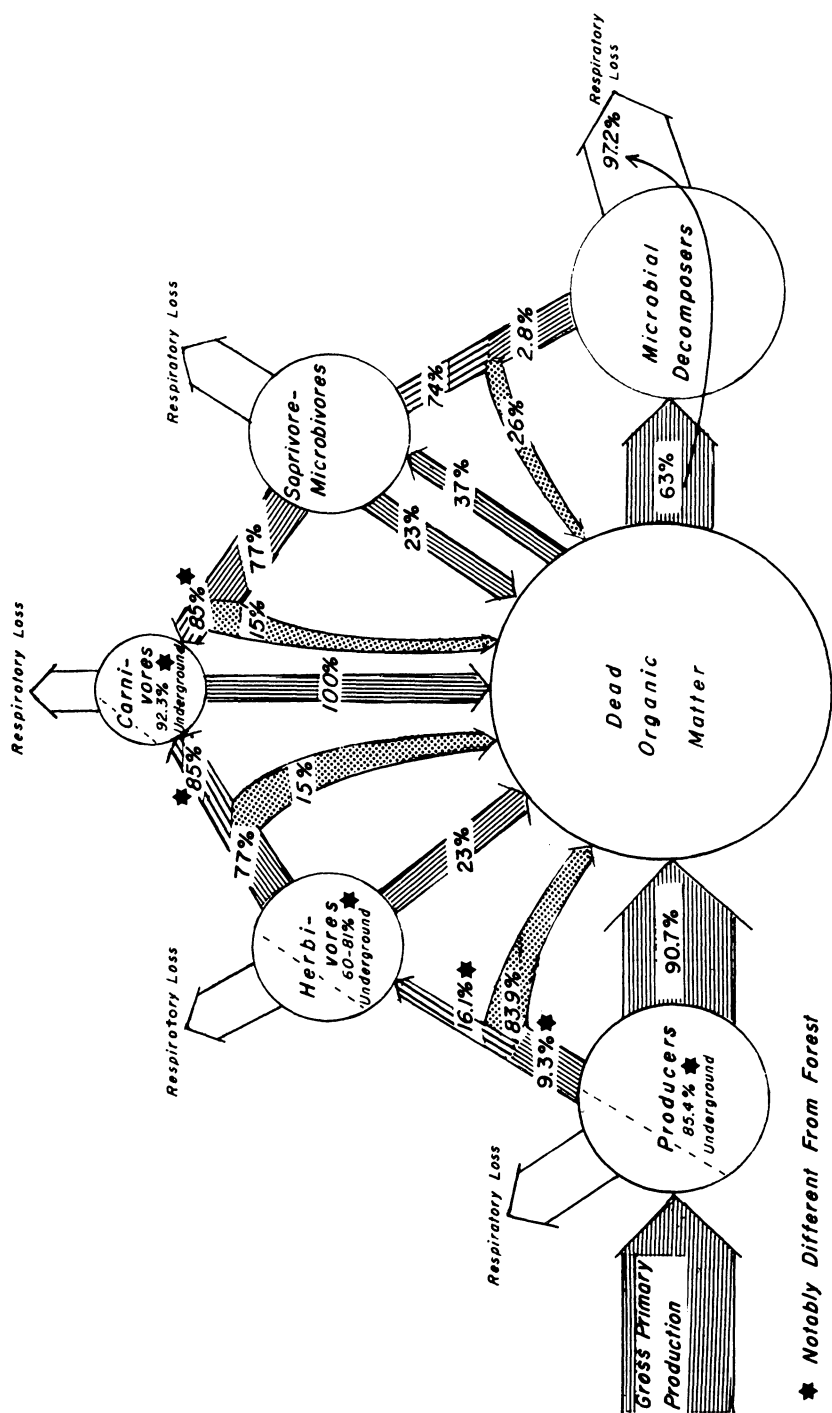 Respiratory Loss
Carni-
vores
92.3% ★
Underground
Respiratory Loss
Saprivore-
Microbivores
Respiratory
Loss
97.2%
Microbial
Decomposers
Respiratory Loss
Herbi-
vores
60-81% ★
Underground
★ 85%
77%
15%
23%
100%
85% ★
77%
15%
23%
37%
74%
2.8%
26%
63%
Dead
Organic
Matter
16.1% ★
83.9%
9.3% ★
90.7%
Respiratory Loss
Producers
85.4% ★
Underground
Gross Primary
Production
★ Notably Different From Forest